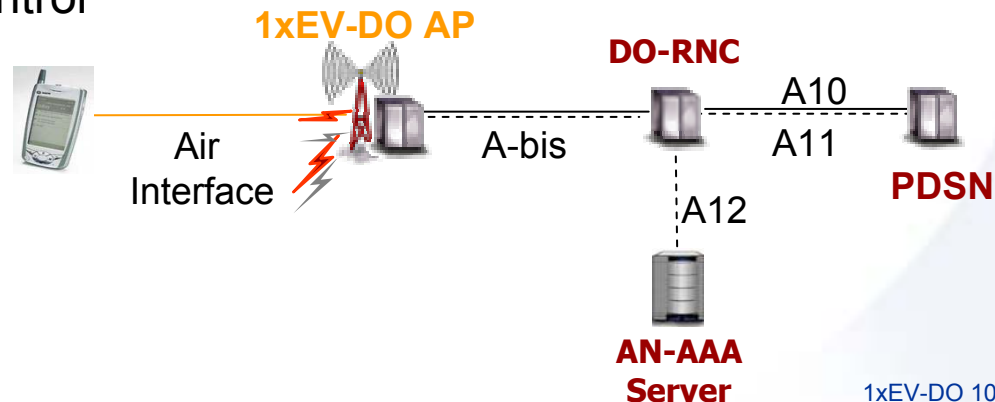 1xEV-DO AP
DO-RNC
Air
Interface
A-bis
A10
A11
PDSN
A12
AN-AAA
Server
1xEV-DO 10